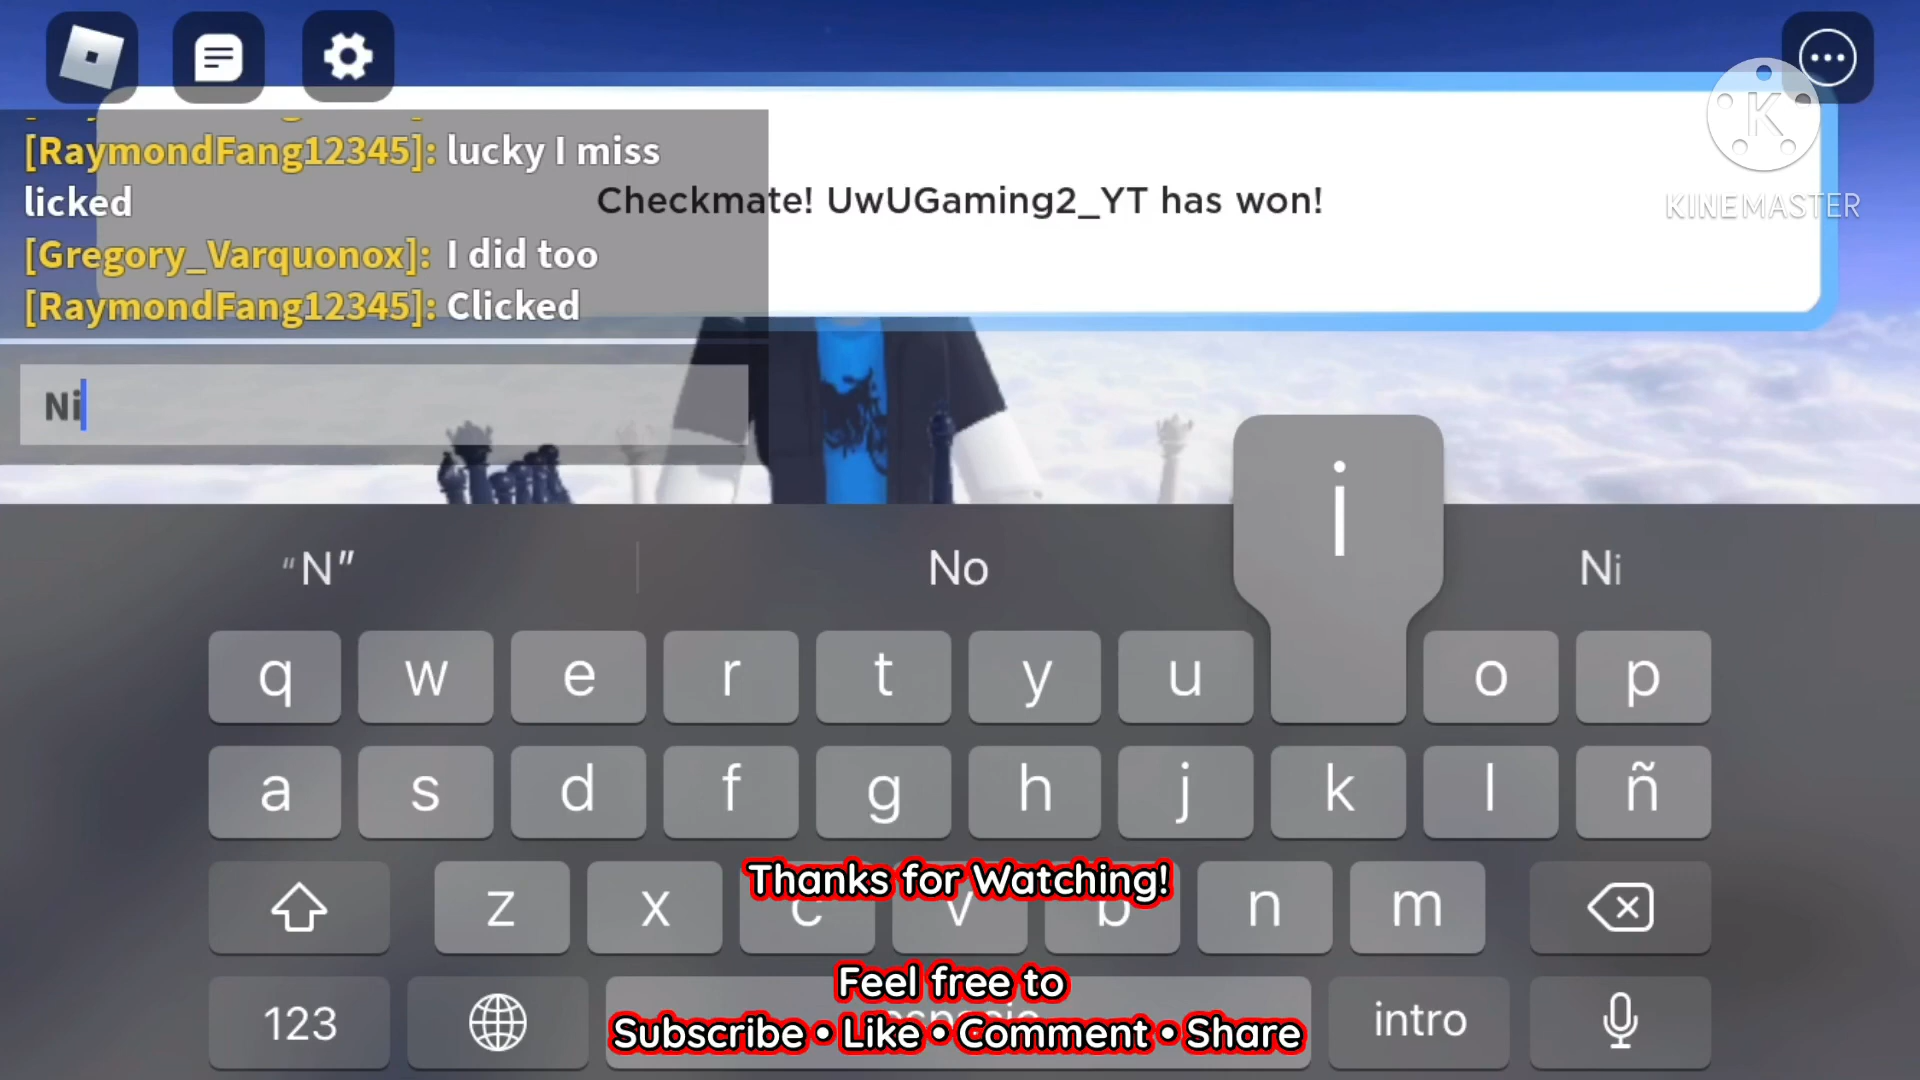 [RaymondFang12345]: lucky I miss
licked
[Gregory_Varquonox]: I did too
[RaymondFang12345]: Clicked
Checkmate! UwUGaming2_YT has won!
K
KINEMASTER
Ni
"N" No Ni
i
q w e r t y u o p
a s d f g h j k l ñ
z x c v b n m
Thanks for Watching!
123 espacio intro
Feel free to
Subscribe • Like • Comment • Share